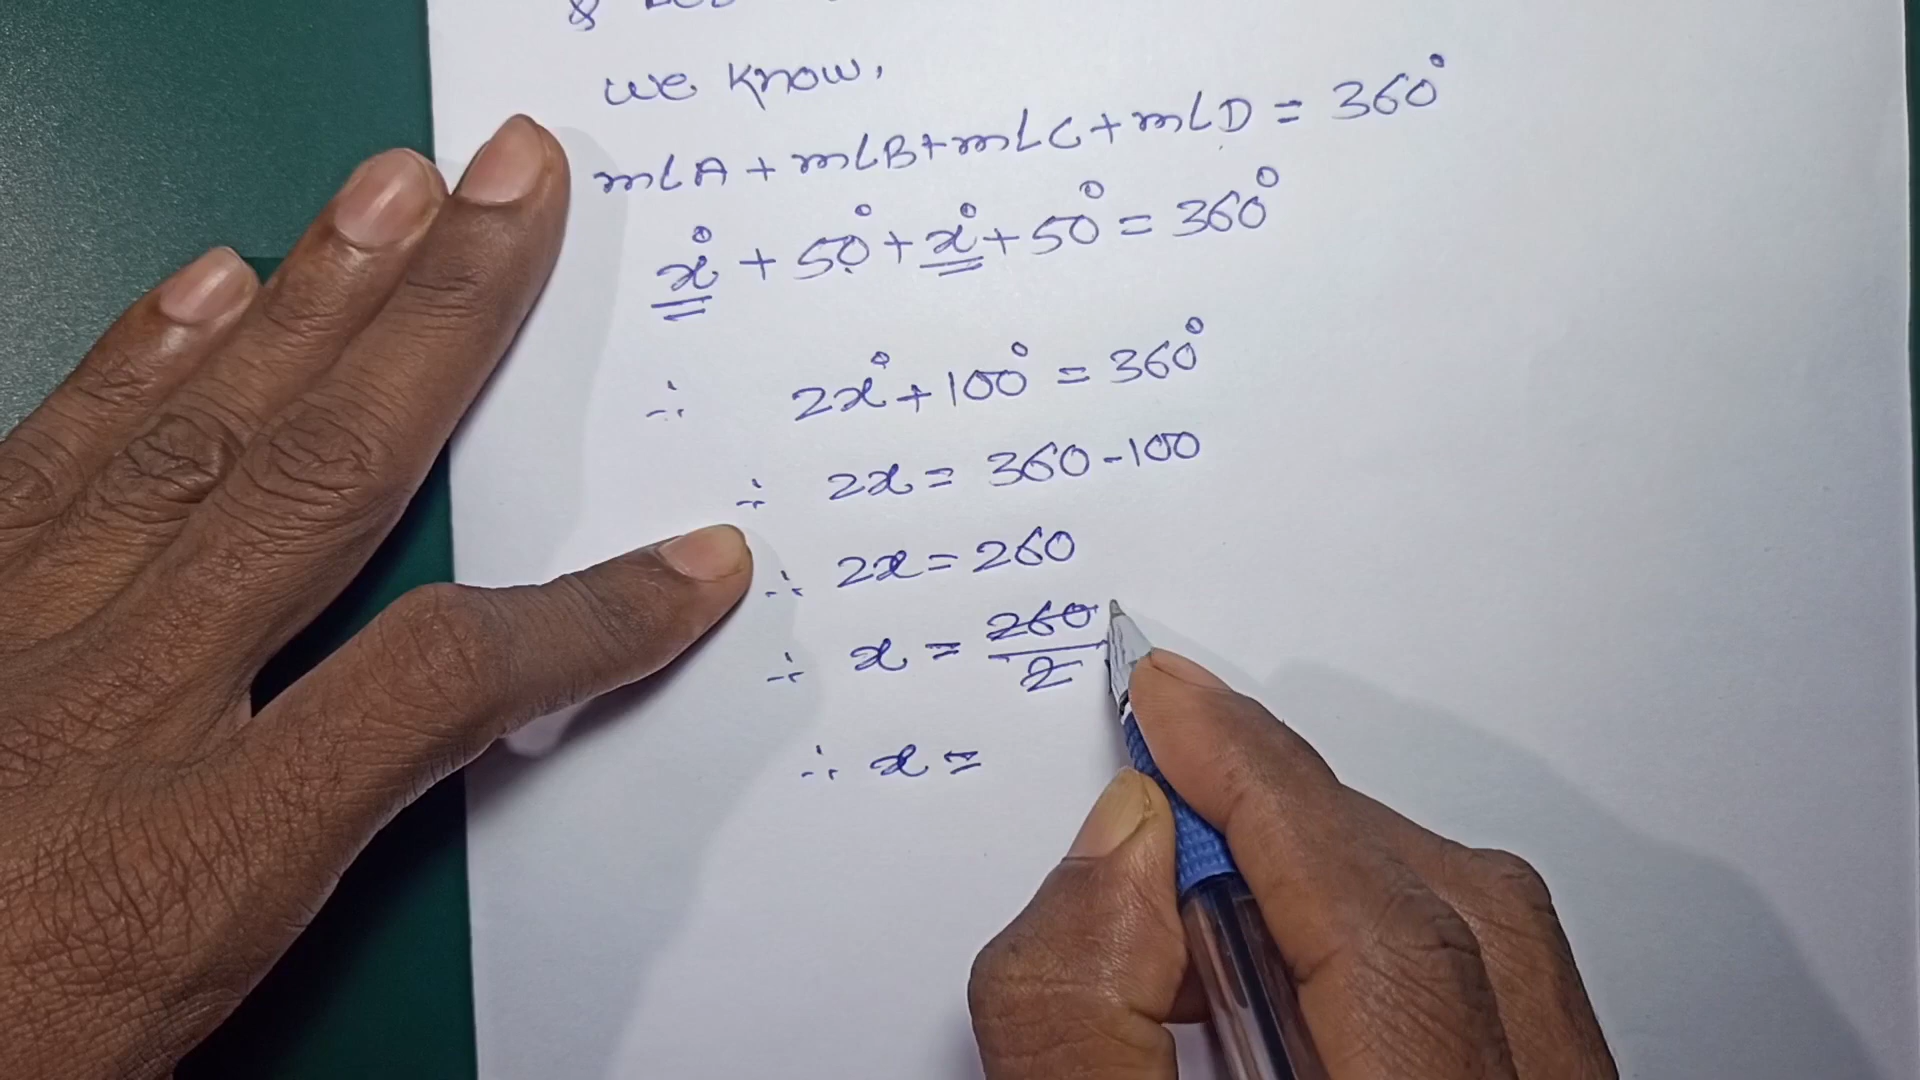 &
we know,
m∠A + m∠B + m∠C + m∠D = 360°
x° + 50° + x° + 50° = 360°
∴ 2x° + 100° = 360°
∴ 2x = 360 - 100
∴ 2x = 260
∴ x = 260/2
∴ x =